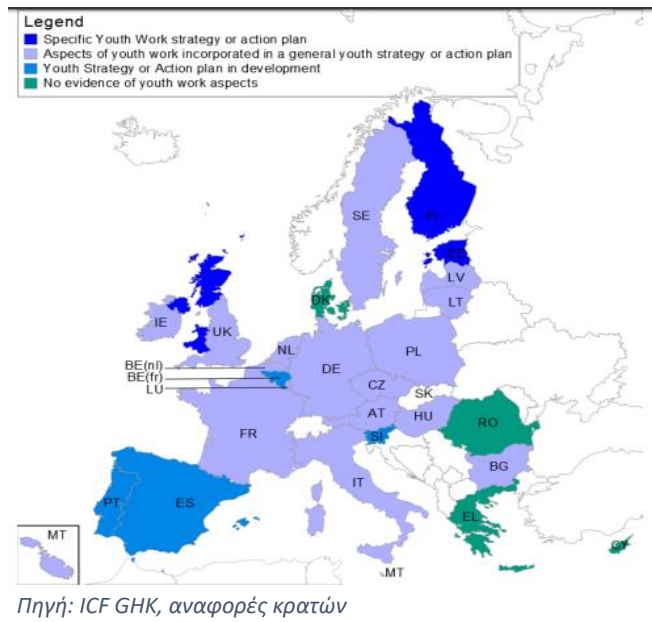 Legend
Specific Youth Work strategy or action plan
Aspects of youth work incorporated in a general youth strategy or action plan
Youth Strategy or Action plan in development
No evidence of youth work aspects
FI
SE
EE
LV
DK
LT
IE
UK
NL
PL
BE(nl)
DE
BE(fr)
CZ
LU
SK
AT
HU
FR
SI
RO
IT
BG
PT
ES
EL
MT
CY
MT
Πηγή: ICF GHK, αναφορές κρατών